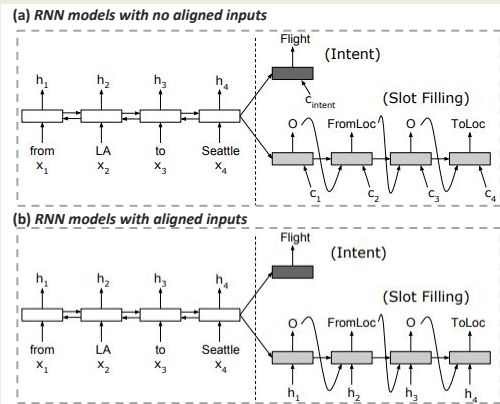 (a) RNN models with no aligned inputs
Flight
(Intent)
h1 h2 h3 h4
cintent
(Slot Filling)
O FromLoc O ToLoc
from LA to Seattle
x1 x2 x3 x4
c1 c2 c3 c4
(b) RNN models with aligned inputs
Flight
(Intent)
h1 h2 h3 h4
(Slot Filling)
O FromLoc O ToLoc
from LA to Seattle
x1 x2 x3 x4
h1 h2 h3 h4